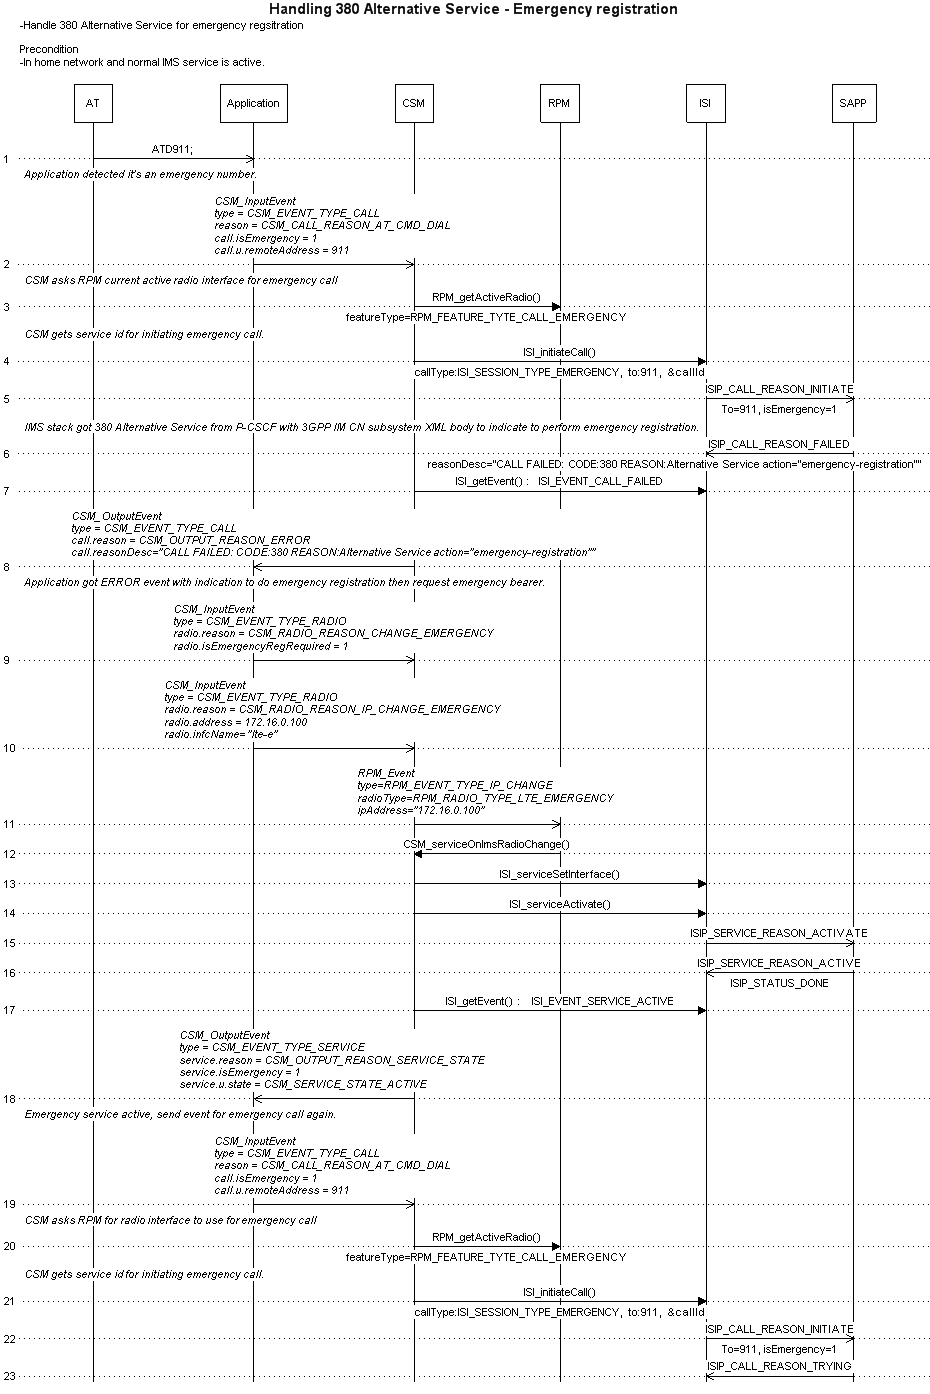 Handling 380 Alternative Service - Emergency registration
-Handle 380 Alternative Service for emergency regsitration
Precondition
-In home network and normal IMS service is active.
AT
Application
CSM
RPM
ISI
SAPP
1
ATD911;
Application detected it's an emergency number.
CSM_InputEvent
type = CSM_EVENT_TYPE_CALL
reason = CSM_CALL_REASON_AT_CMD_DIAL
call.isEmergency = 1
call.u.remoteAddress = 911
2
CSM asks RPM current active radio interface for emergency call
RPM_getActiveRadio()
3
featureType=RPM_FEATURE_TYTE_CALL_EMERGENCY
CSM gets service id for initiating emergency call.
ISI_initiateCall()
4
callType:ISI_SESSION_TYPE_EMERGENCY, to:911, &callId
ISIP_CALL_REASON_INITIATE
5
To=911, isEmergency=1
IMS stack got 380 Alternative Service from P-CSCF with 3GPP IM CN subsystem XML body to indicate to perform emergency registration.
ISIP_CALL_REASON_FAILED
6
reasonDesc="CALL FAILED: CODE:380 REASON:Alternative Service action="emergency-registration""
ISI_getEvent() : ISI_EVENT_CALL_FAILED
7
CSM_OutputEvent
type = CSM_EVENT_TYPE_CALL
call.reason = CSM_OUTPUT_REASON_ERROR
call.reasonDesc="CALL FAILED: CODE:380 REASON:Alternative Service action="emergency-registration""
8
Application got ERROR event with indication to do emergency registration then request emergency bearer.
CSM_InputEvent
type = CSM_EVENT_TYPE_RADIO
radio.reason = CSM_RADIO_REASON_CHANGE_EMERGENCY
radio.isEmergencyRegRequired = 1
9
CSM_InputEvent
type = CSM_EVENT_TYPE_RADIO
radio.reason = CSM_RADIO_REASON_IP_CHANGE_EMERGENCY
radio.address = 172.16.0.100
radio.infcName="lte-e"
10
RPM_Event
type=RPM_EVENT_TYPE_IP_CHANGE
radioType=RPM_RADIO_TYPE_LTE_EMERGENCY
ipAddress="172.16.0.100"
11
CSM_serviceOnImsRadioChange()
12
ISI_serviceSetInterface()
13
ISI_serviceActivate()
14
ISIP_SERVICE_REASON_ACTIVATE
15
ISIP_SERVICE_REASON_ACTIVE
16
ISIP_STATUS_DONE
ISI_getEvent() : ISI_EVENT_SERVICE_ACTIVE
17
CSM_OutputEvent
type = CSM_EVENT_TYPE_SERVICE
service.reason = CSM_OUTPUT_REASON_SERVICE_STATE
service.isEmergency = 1
service.u.state = CSM_SERVICE_STATE_ACTIVE
18
Emergency service active, send event for emergency call again.
CSM_InputEvent
type = CSM_EVENT_TYPE_CALL
reason = CSM_CALL_REASON_AT_CMD_DIAL
call.isEmergency = 1
call.u.remoteAddress = 911
19
CSM asks RPM for radio interface to use for emergency call
RPM_getActiveRadio()
20
featureType=RPM_FEATURE_TYTE_CALL_EMERGENCY
CSM gets service id for initiating emergency call.
ISI_initiateCall()
21
callType:ISI_SESSION_TYPE_EMERGENCY, to:911, &callId
ISIP_CALL_REASON_INITIATE
22
To=911, isEmergency=1
ISIP_CALL_REASON_TRYING
23